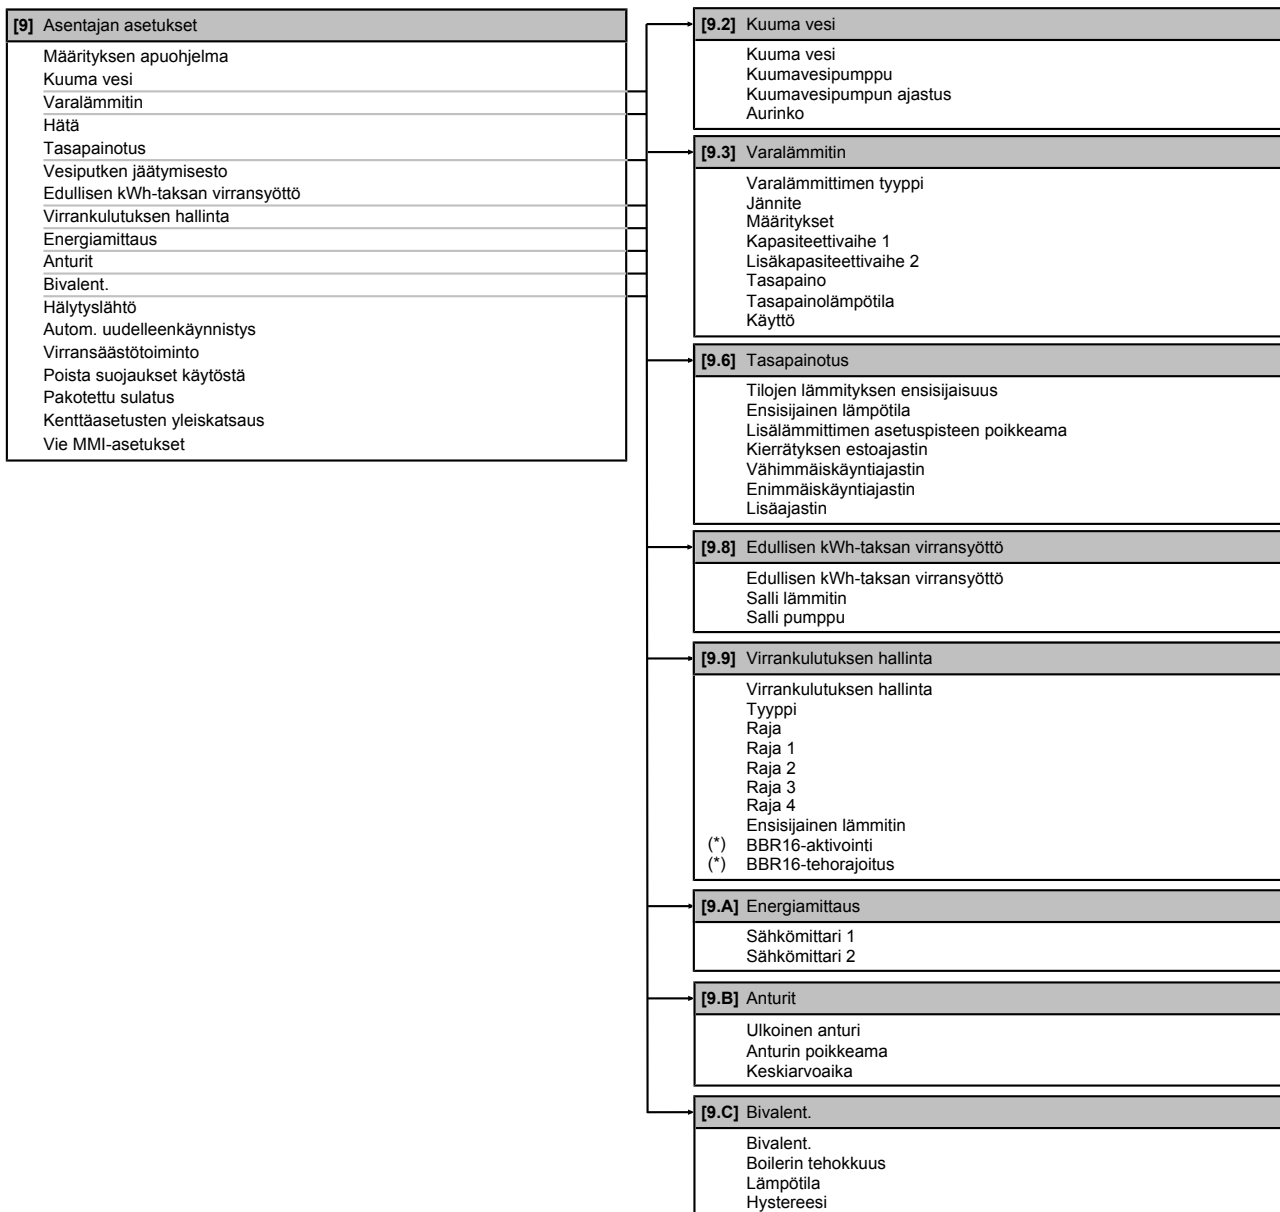 [9] Asentajan asetukset
Määrityksen apuohjelma
Kuuma vesi
Varalämmitin
Hätä
Tasapainotus
Vesiputken jäätymisesto
Edullisen kWh-taksan virransyöttö
Virrankulutuksen hallinta
Energiamittaus
Anturit
Bivalent.
Hälytyslähtö
Autom. uudelleenkäynnistys
Virransäästötoiminto
Poista suojaukset käytöstä
Pakotettu sulatus
Kenttäasetusten yleiskatsaus
Vie MMI-asetukset
[9.2] Kuuma vesi
Kuuma vesi
Kuumavesipumppu
Kuumavesipumpun ajastus
Aurinko
[9.3] Varalämmitin
Varalämmittimen tyyppi
Jännite
Määritykset
Kapasiteettivaihe 1
Lisäkapasiteettivaihe 2
Tasapaino
Tasapainolämpötila
Käyttö
[9.6] Tasapainotus
Tilojen lämmityksen ensisijaisuus
Ensisijainen lämpötila
Lisälämmittimen asetuspisteen poikkeama
Kierrätyksen estoajastin
Vähimmäiskäyntiajastin
Enimmäiskäyntiajastin
Lisäajastin
[9.8] Edullisen kWh-taksan virransyöttö
Edullisen kWh-taksan virransyöttö
Salli lämmitin
Salli pumppu
[9.9] Virrankulutuksen hallinta
Virrankulutuksen hallinta
Tyyppi
Raja
Raja 1
Raja 2
Raja 3
Raja 4
Ensisijainen lämmitin
(*) BBR16-aktivointi
(*) BBR16-tehorajoitus
[9.A] Energiamittaus
Sähkömittari 1
Sähkömittari 2
[9.B] Anturit
Ulkoinen anturi
Anturin poikkeama
Keskiarvoaika
[9.C] Bivalent.
Bivalent.
Boilerin tehokkuus
Lämpötila
Hystereesi